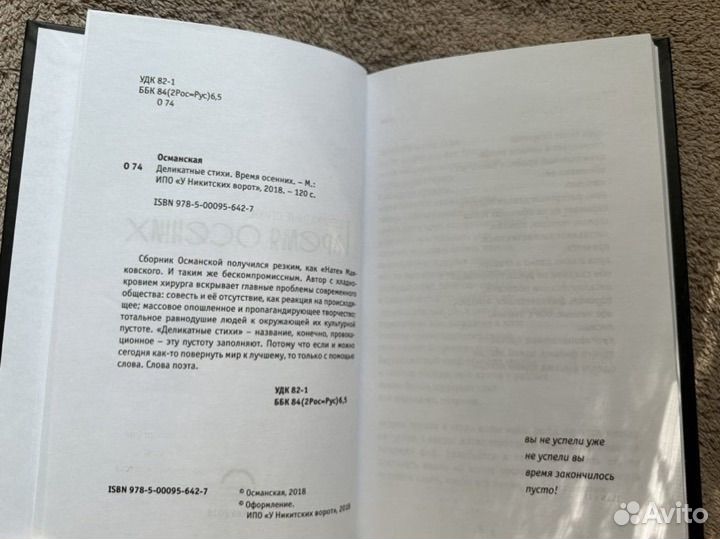 УДК 82-1
ББК 84(2Рос=Рус)6,5
О 74
Османская
О 74 Деликатные стихи. Время осенних. – М.:
ИПО «У Никитских ворот», 2018. – 120 с.
ISBN 978-5-00095-642-7
Сборник Османской получился резким, как «Нате» Мая-
ковского. И таким же бескомпромиссным. Автор с хладно-
кровием хирурга вскрывает главные проблемы современного
общества: совесть и её отсутствие, как реакция на происходя-
щее; массовое опошленное и пропагандирующее творчество;
тотальное равнодушие людей к окружающей их культурной
пустоте. «Деликатные стихи» – название, конечно, провока-
ционное – эту пустоту заполняют. Потому что если и можно
сегодня как-то повернуть мир к лучшему, то только с помощью
слова. Слова поэта.
УДК 82-1
ББК 84(2Рос=Рус)6,5
ISBN 978-5-00095-642-7
© Османская, 2018
© Оформление.
ИПО «У Никитских ворот», 2018
вы не успели уже
не успели вы
время закончилось
пусто!
Avito